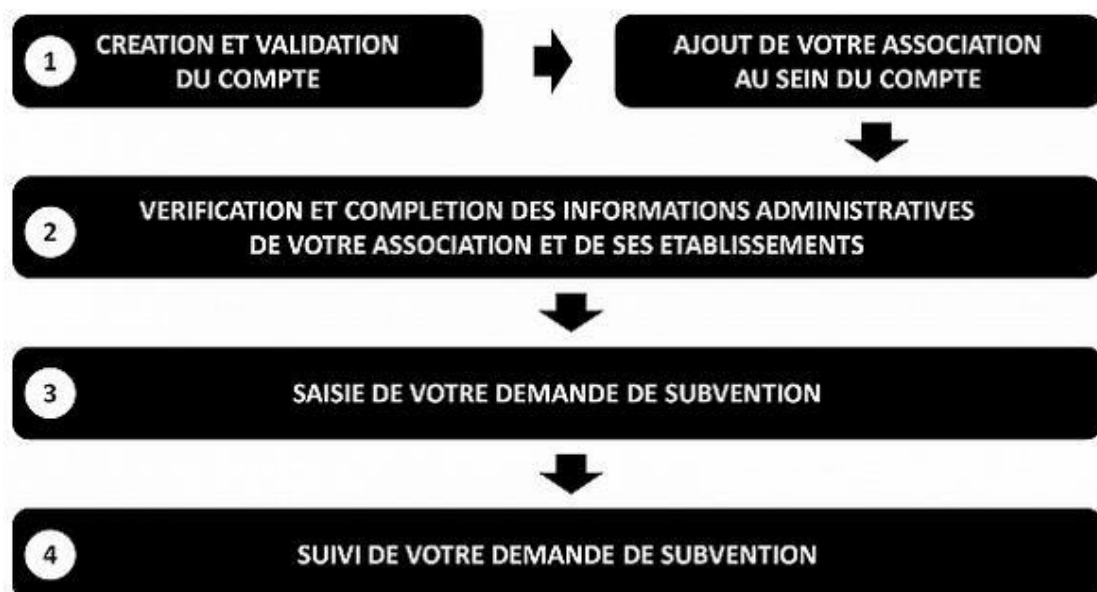 1
CREATION ET VALIDATION
DU COMPTE
AJOUT DE VOTRE ASSOCIATION
AU SEIN DU COMPTE
2
VERIFICATION ET COMPLETION DES INFORMATIONS ADMINISTRATIVES
DE VOTRE ASSOCIATION ET DE SES ETABLISSEMENTS
3
SAISIE DE VOTRE DEMANDE DE SUBVENTION
4
SUIVI DE VOTRE DEMANDE DE SUBVENTION